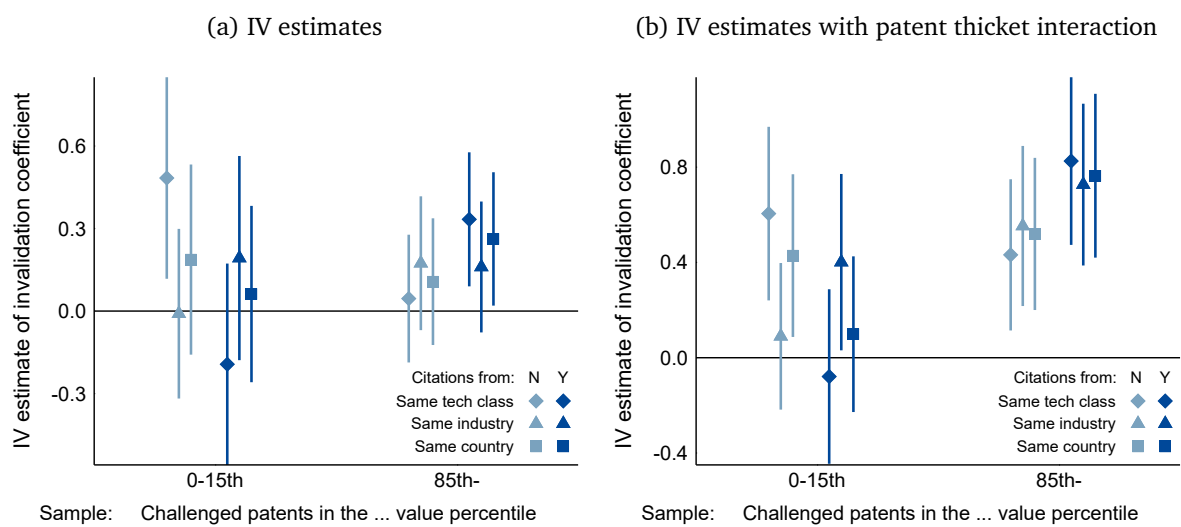 (a) IV estimates
IV estimate of invalidation coefficient
0.6
0.3
0.0
-0.3
Citations from: N Y
Same tech class
Same industry
Same country
0-15th 85th-
Sample: Challenged patents in the ... value percentile
(b) IV estimates with patent thicket interaction
IV estimate of invalidation coefficient
0.8
0.4
0.0
-0.4
Citations from: N Y
Same tech class
Same industry
Same country
0-15th 85th-
Sample: Challenged patents in the ... value percentile